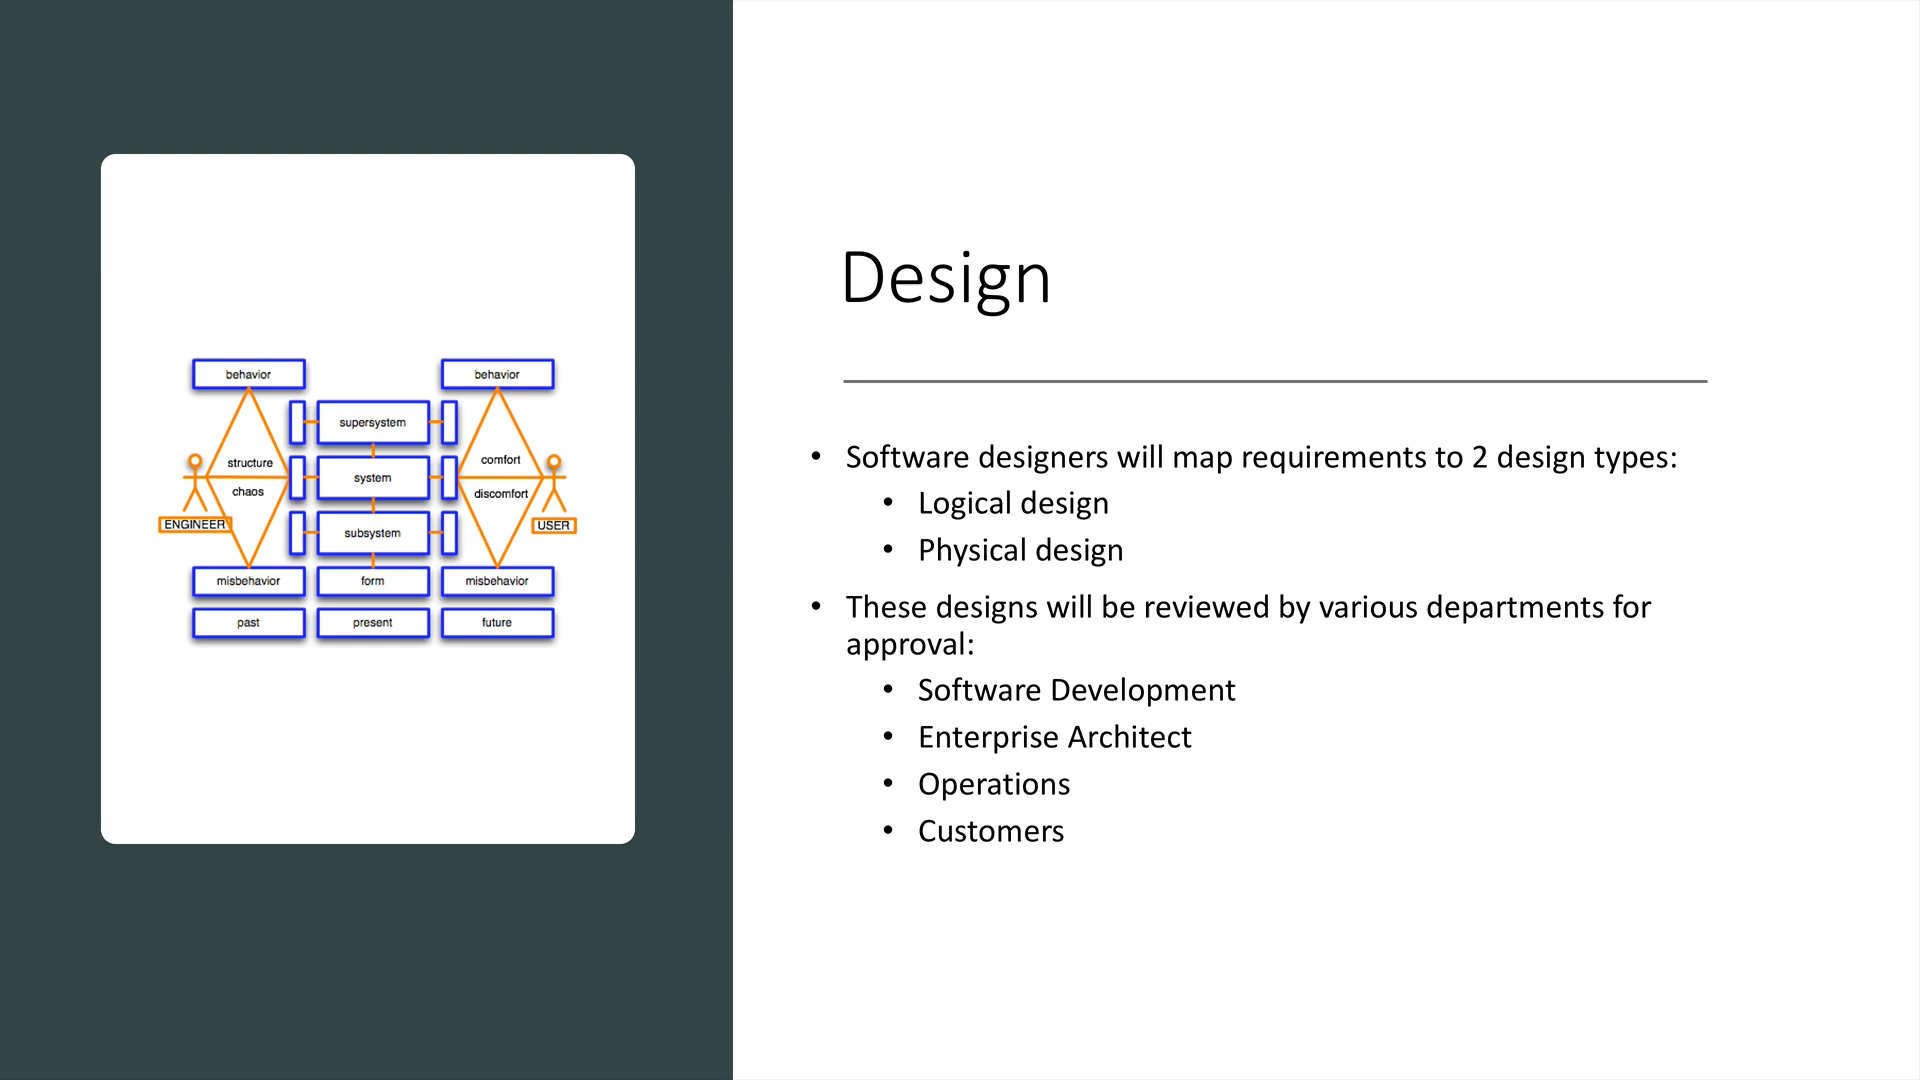 behavior
behavior
supersystem
structure
comfort
system
chaos
discomfort
ENGINEER
USER
subsystem
misbehavior
form
misbehavior
past
present
future
Design
• Software designers will map requirements to 2 design types:
• Logical design
• Physical design
• These designs will be reviewed by various departments for
approval:
• Software Development
• Enterprise Architect
• Operations
• Customers